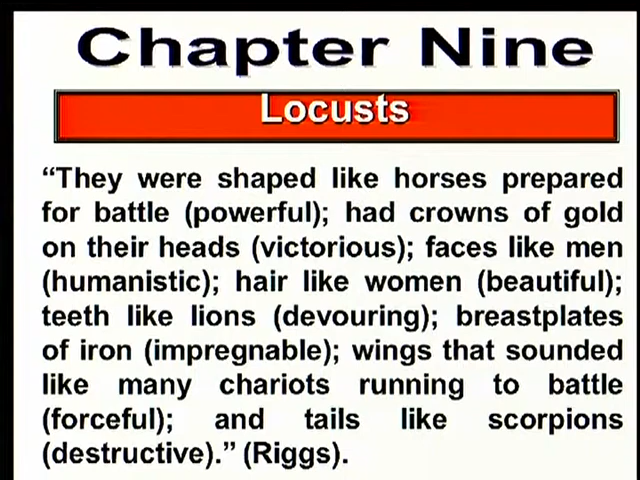 Chapter Nine
Locusts
“They were shaped like horses prepared
for battle (powerful); had crowns of gold
on their heads (victorious); faces like men
(humanistic); hair like women (beautiful);
teeth like lions (devouring); breastplates
of iron (impregnable); wings that sounded
like many chariots running to battle
(forceful); and tails like scorpions
(destructive).” (Riggs).